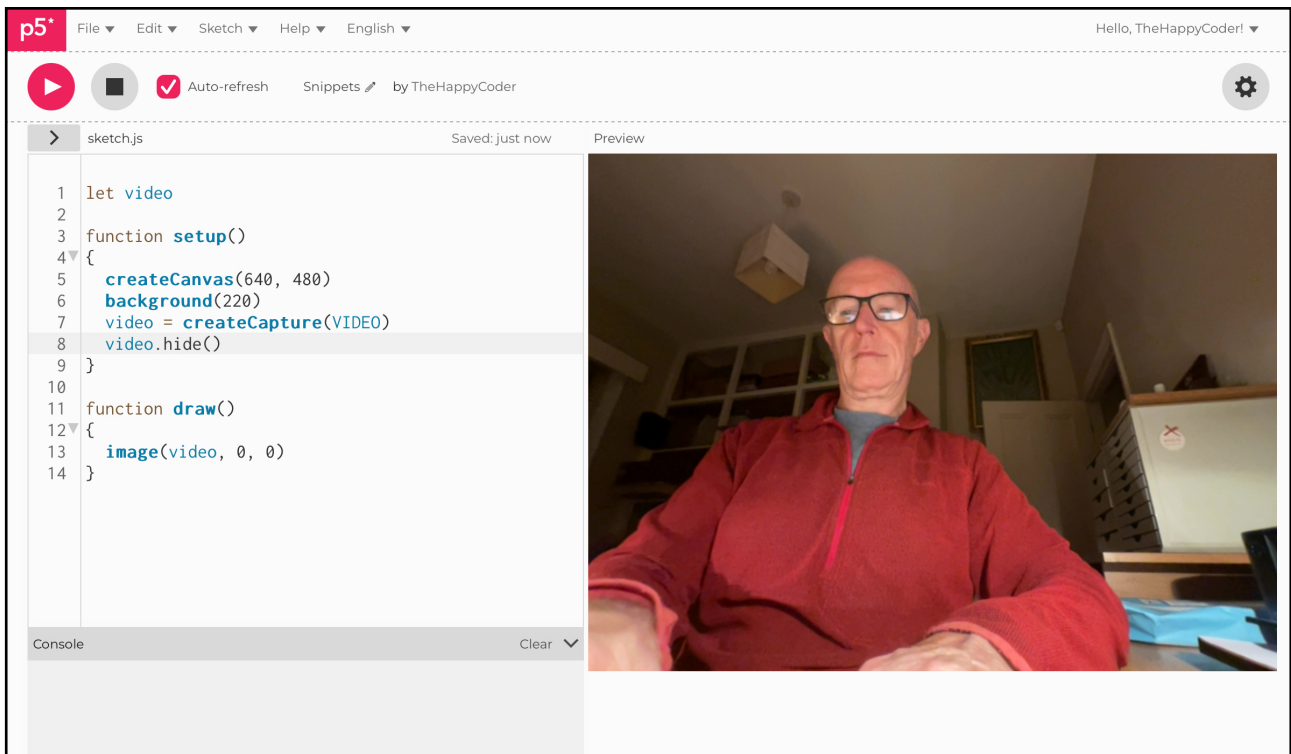 p5* File Edit Sketch Help English Hello, TheHappyCoder!
Auto-refresh Snippets by TheHappyCoder
sketch.js Saved: just now Preview
1 let video
2
3 function setup()
4 {
5   createCanvas(640, 480)
6   background(220)
7   video = createCapture(VIDEO)
8   video.hide()
9 }
10
11 function draw()
12 {
13   image(video, 0, 0)
14 }
Console Clear